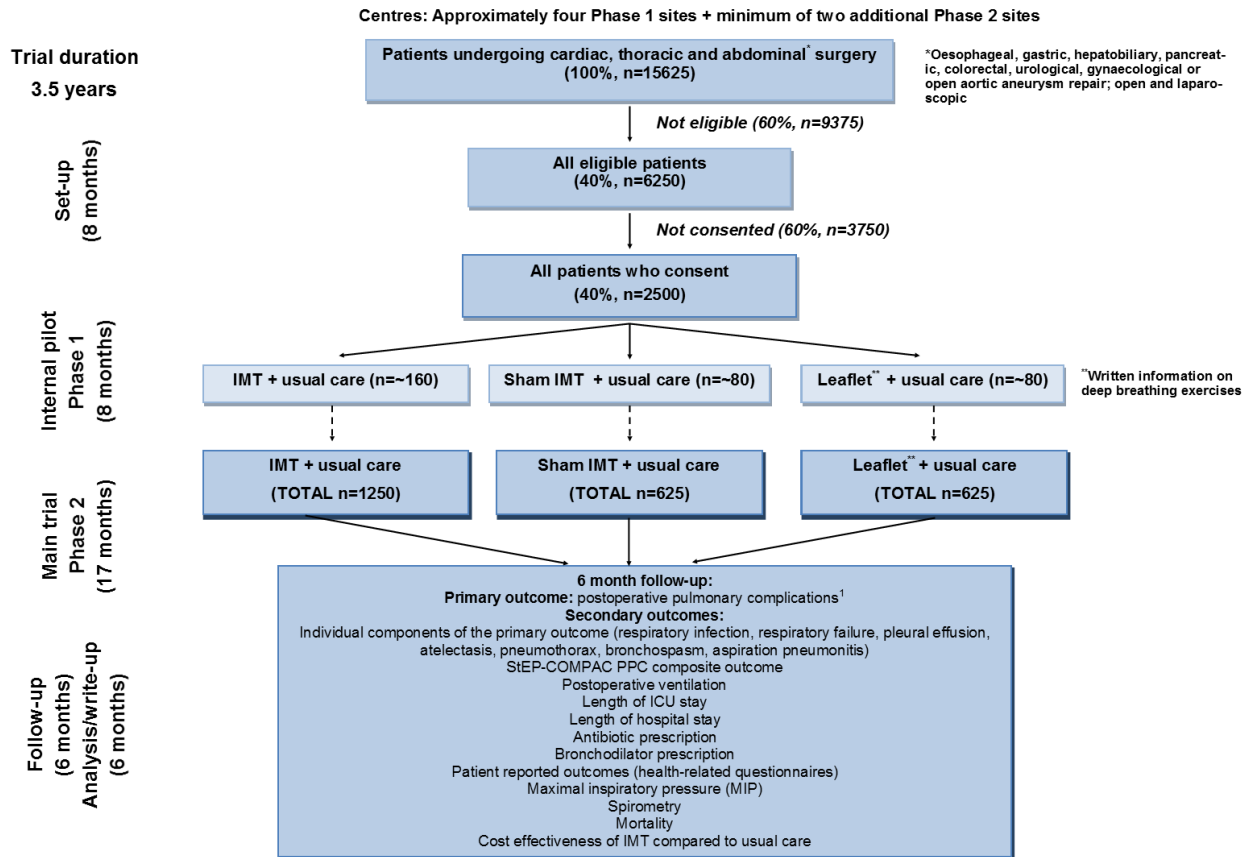 Centres: Approximately four Phase 1 sites + minimum of two additional Phase 2 sites
Trial duration
3.5 years
Patients undergoing cardiac, thoracic and abdominal* surgery
(100%, n=15625)
*Oesophageal, gastric, hepatobiliary, pancreat-
ic, colorectal, urological, gynaecological or
open aortic aneurysm repair; open and laparo-
scopic
Not eligible (60%, n=9375)
Set-up
(8 months)
All eligible patients
(40%, n=6250)
Not consented (60%, n=3750)
All patients who consent
(40%, n=2500)
Internal pilot
Phase 1
(8 months)
IMT + usual care (n=~160)
Sham IMT + usual care (n=~80)
Leaflet** + usual care (n=~80)
**Written information on
deep breathing exercises
Main trial
Phase 2
(17 months)
IMT + usual care
(TOTAL n=1250)
Sham IMT + usual care
(TOTAL n=625)
Leaflet** + usual care
(TOTAL n=625)
Follow-up
(6 months)
Analysis/write-up
(6 months)
6 month follow-up:
Primary outcome: postoperative pulmonary complications¹
Secondary outcomes:
Individual components of the primary outcome (respiratory infection, respiratory failure, pleural effusion,
atelectasis, pneumothorax, bronchospasm, aspiration pneumonitis)
StEP-COMPAC PPC composite outcome
Postoperative ventilation
Length of ICU stay
Length of hospital stay
Antibiotic prescription
Bronchodilator prescription
Patient reported outcomes (health-related questionnaires)
Maximal inspiratory pressure (MIP)
Spirometry
Mortality
Cost effectiveness of IMT compared to usual care